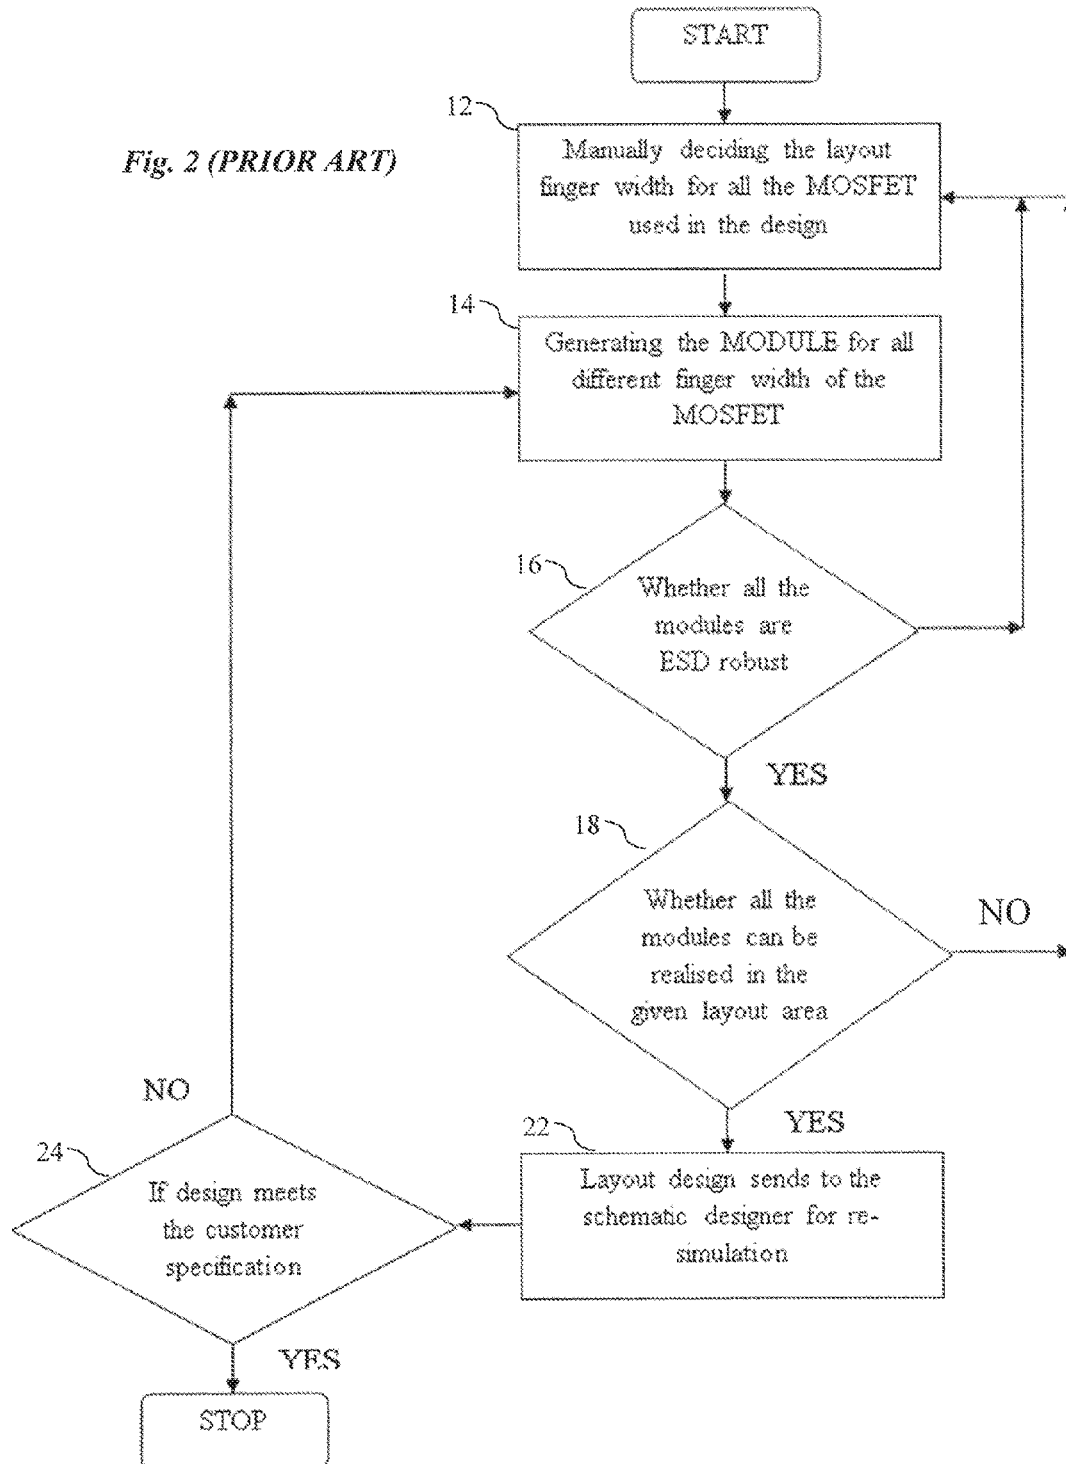 START
12
Fig. 2 (PRIOR ART)
Manually deciding the layout
finger width for all the MOSFET
used in the design
14
Generating the MODULE for all
different finger width of the
MOSFET
16
Whether all the
modules are
ESD robust
YES
18
Whether all the
modules can be
realised in the
given layout area
NO
YES
22
Layout design sends to the
schematic designer for re-
simulation
NO
24
If design meets
the customer
specification
YES
STOP